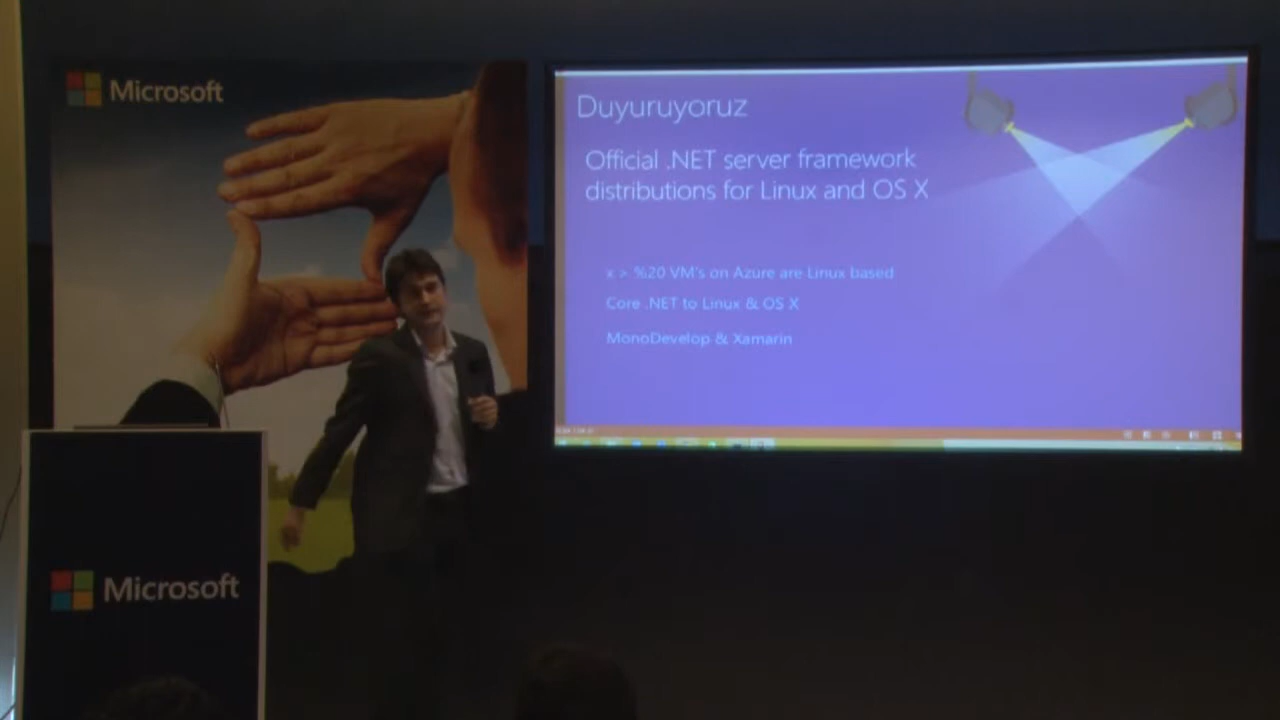 Microsoft
Duyuruyoruz
Official .NET server framework
distributions for Linux and OS X
x > %20 VM's on Azure are Linux based
Core .NET to Linux & OS X
MonoDevelop & Xamarin
Microsoft